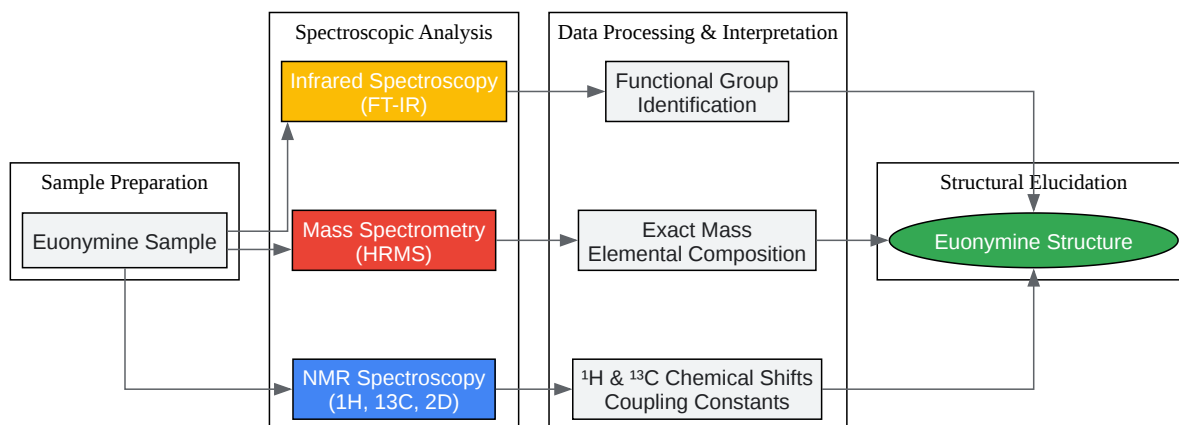 Spectroscopic Analysis
Data Processing & Interpretation
Infrared Spectroscopy
(FT-IR)
Functional Group
Identification
Sample Preparation
Structural Elucidation
Euonymine Sample
Mass Spectrometry
(HRMS)
Exact Mass
Elemental Composition
Euonymine Structure
NMR Spectroscopy
(1H, 13C, 2D)
¹H & ¹³C Chemical Shifts
Coupling Constants